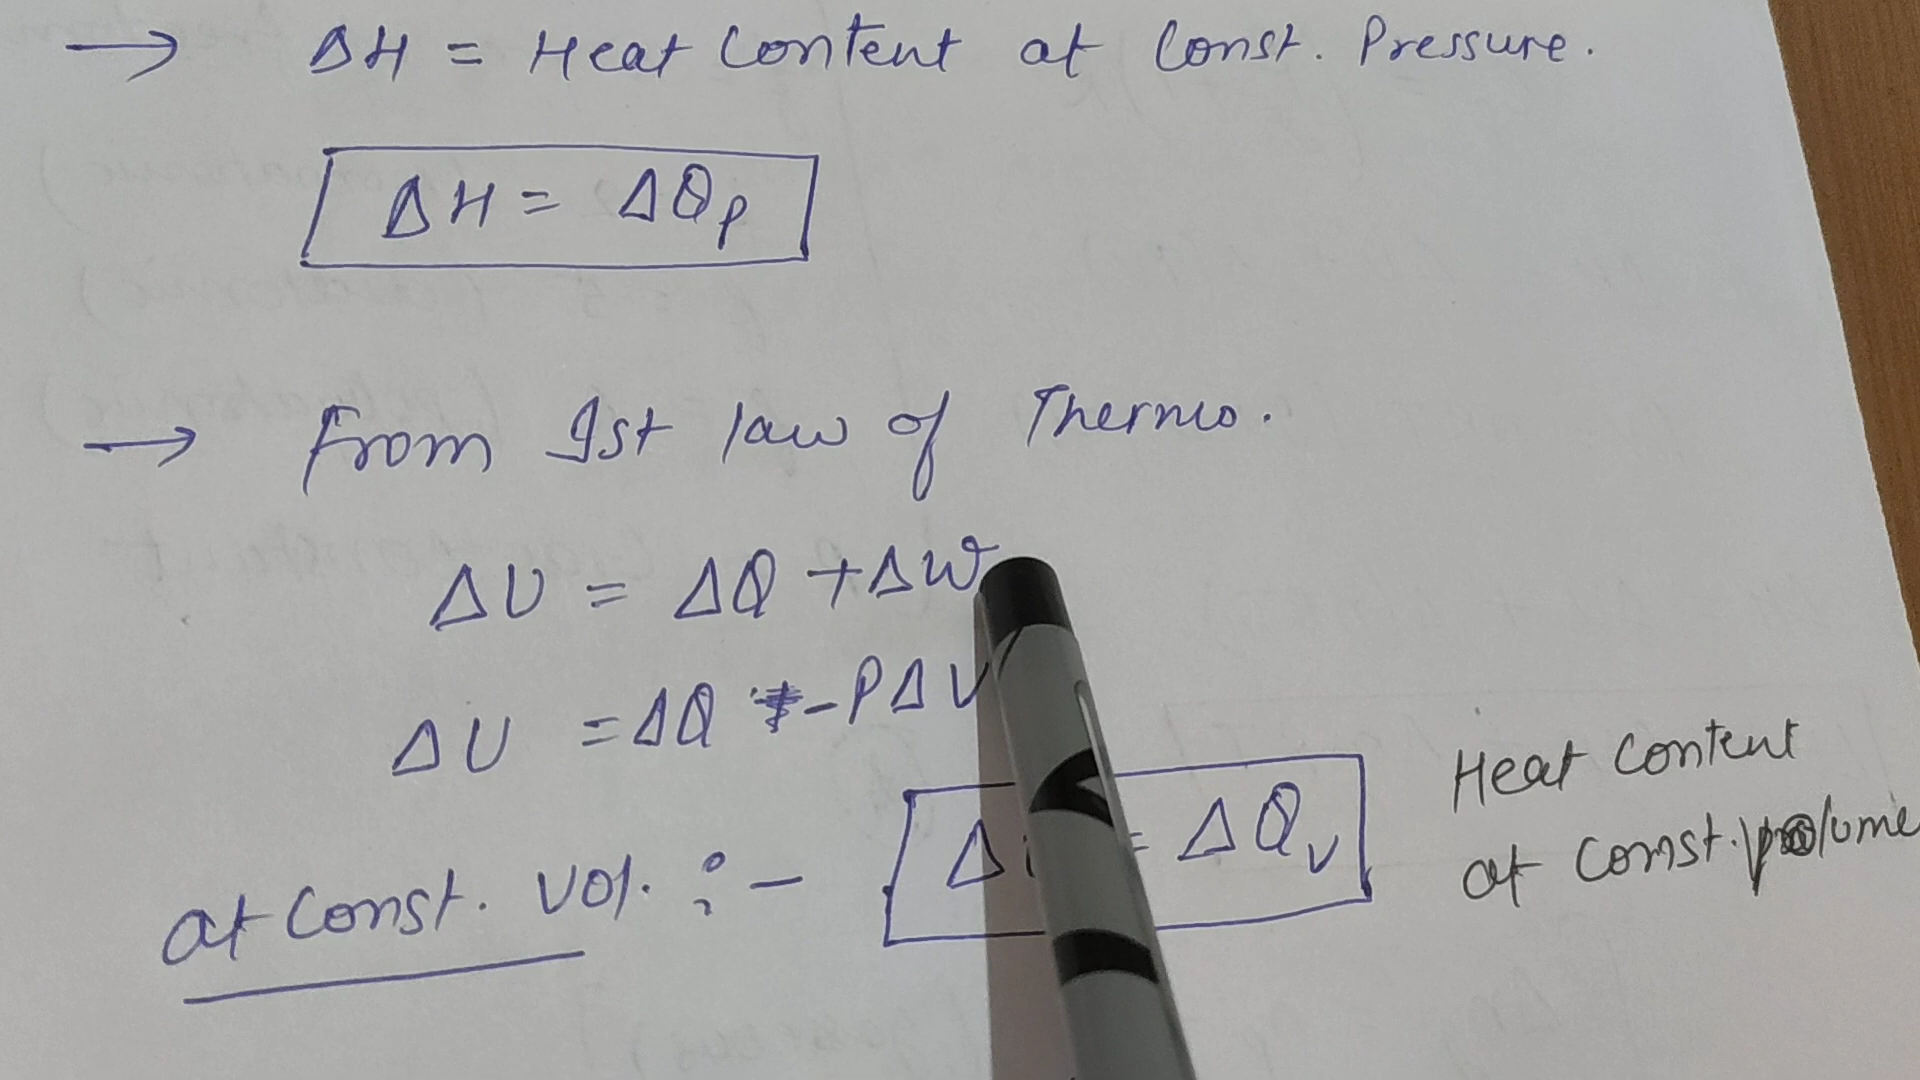 → ΔH = Heat Content at Const. Pressure.
ΔH = ΔQp
→ From Ist law of Thermo.
ΔU = ΔQ + ΔW
ΔU = ΔQ - PΔV
at Const. Vol. :- Δ = ΔQv
Heat Content
at Const. Volume